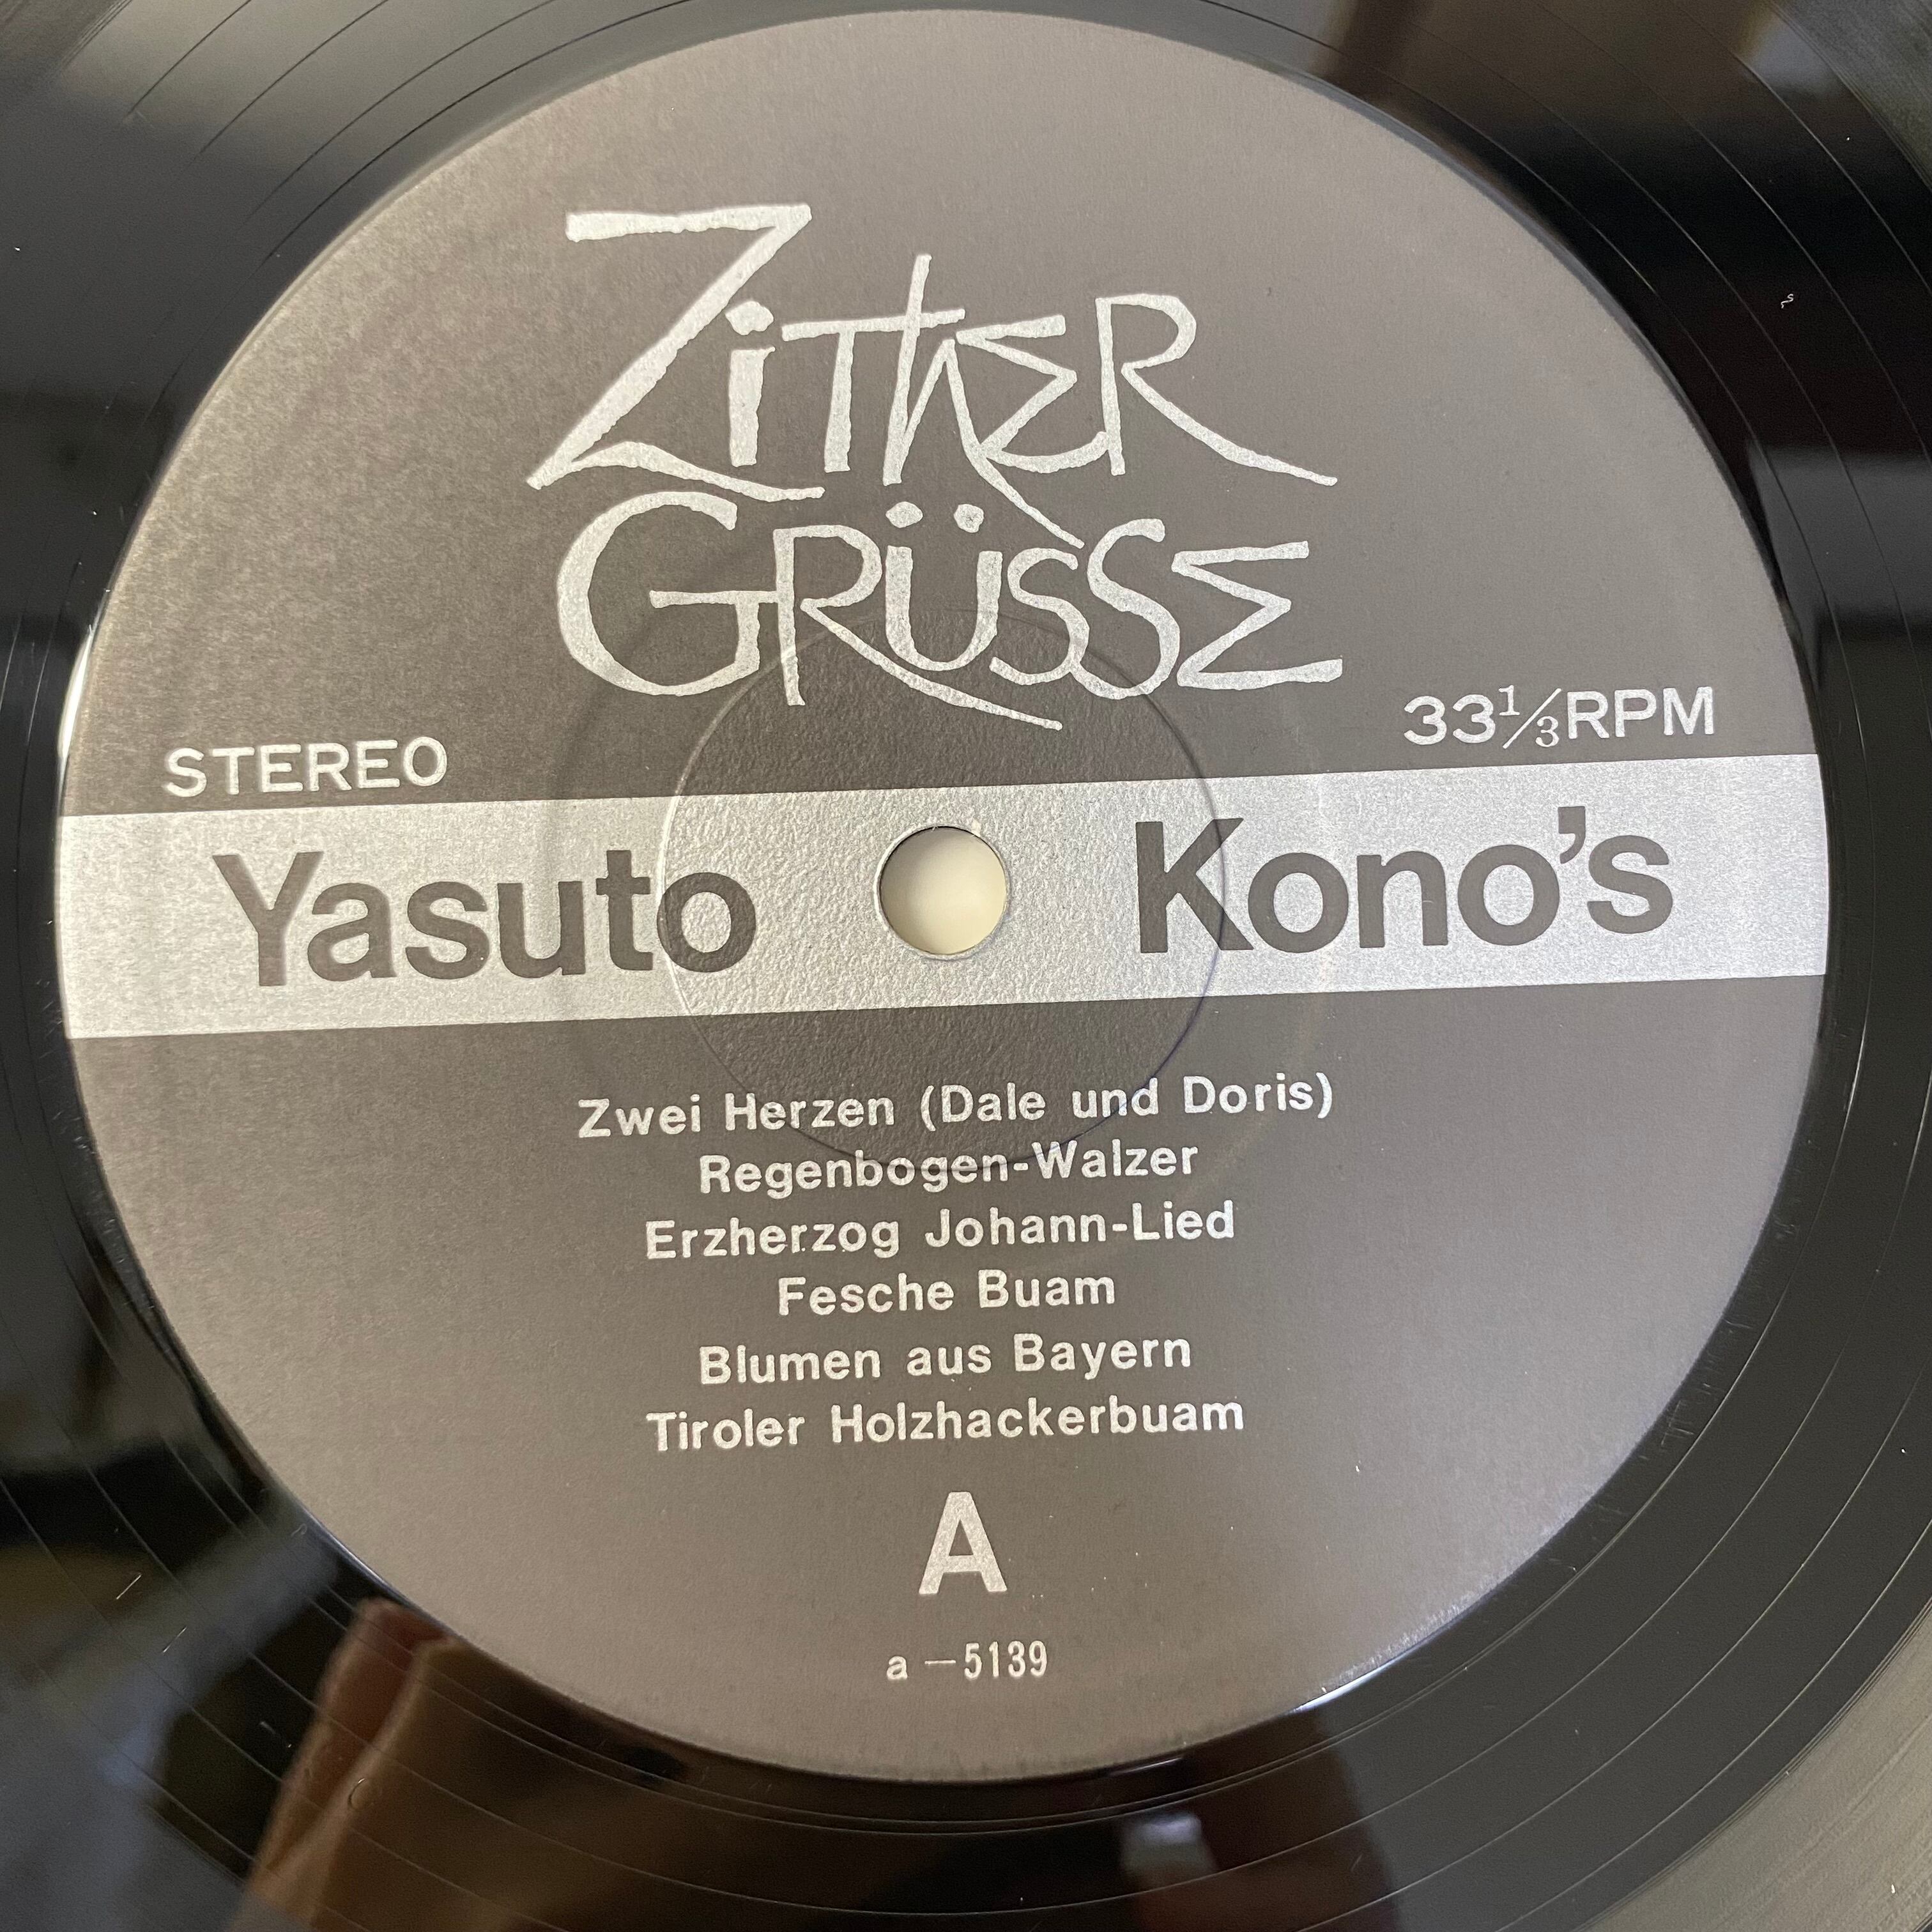 ZiThER
GRÜSSE
STEREO
33⅓RPM
Yasuto Kono's
Zwei Herzen (Dale und Doris)
Regenbogen-Walzer
Erzherzog Johann-Lied
Fesche Buam
Blumen aus Bayern
Tiroler Holzhackerbuam
A
a —5139